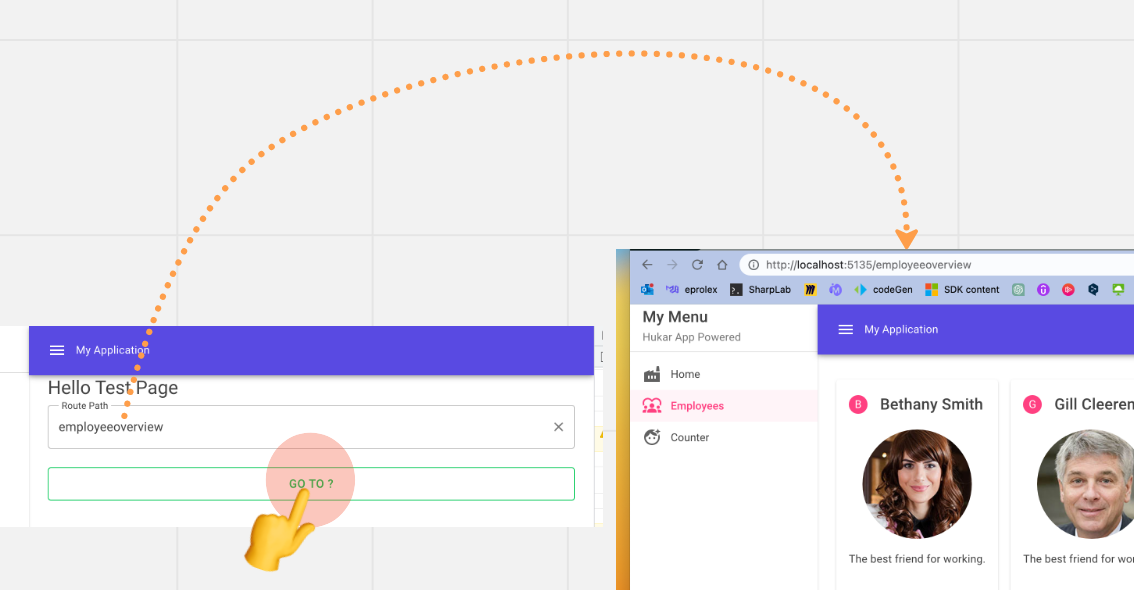 My Application
Hello Test Page
Route Path
employeeoverview
GO TO ?
http://localhost:5135/employeeoverview
eprolex
SharpLab
codeGen
SDK content
My Menu
Hukar App Powered
My Application
Home
Employees
Counter
B
Bethany Smith
G
Gill Cleeren
The best friend for working.
The best friend for